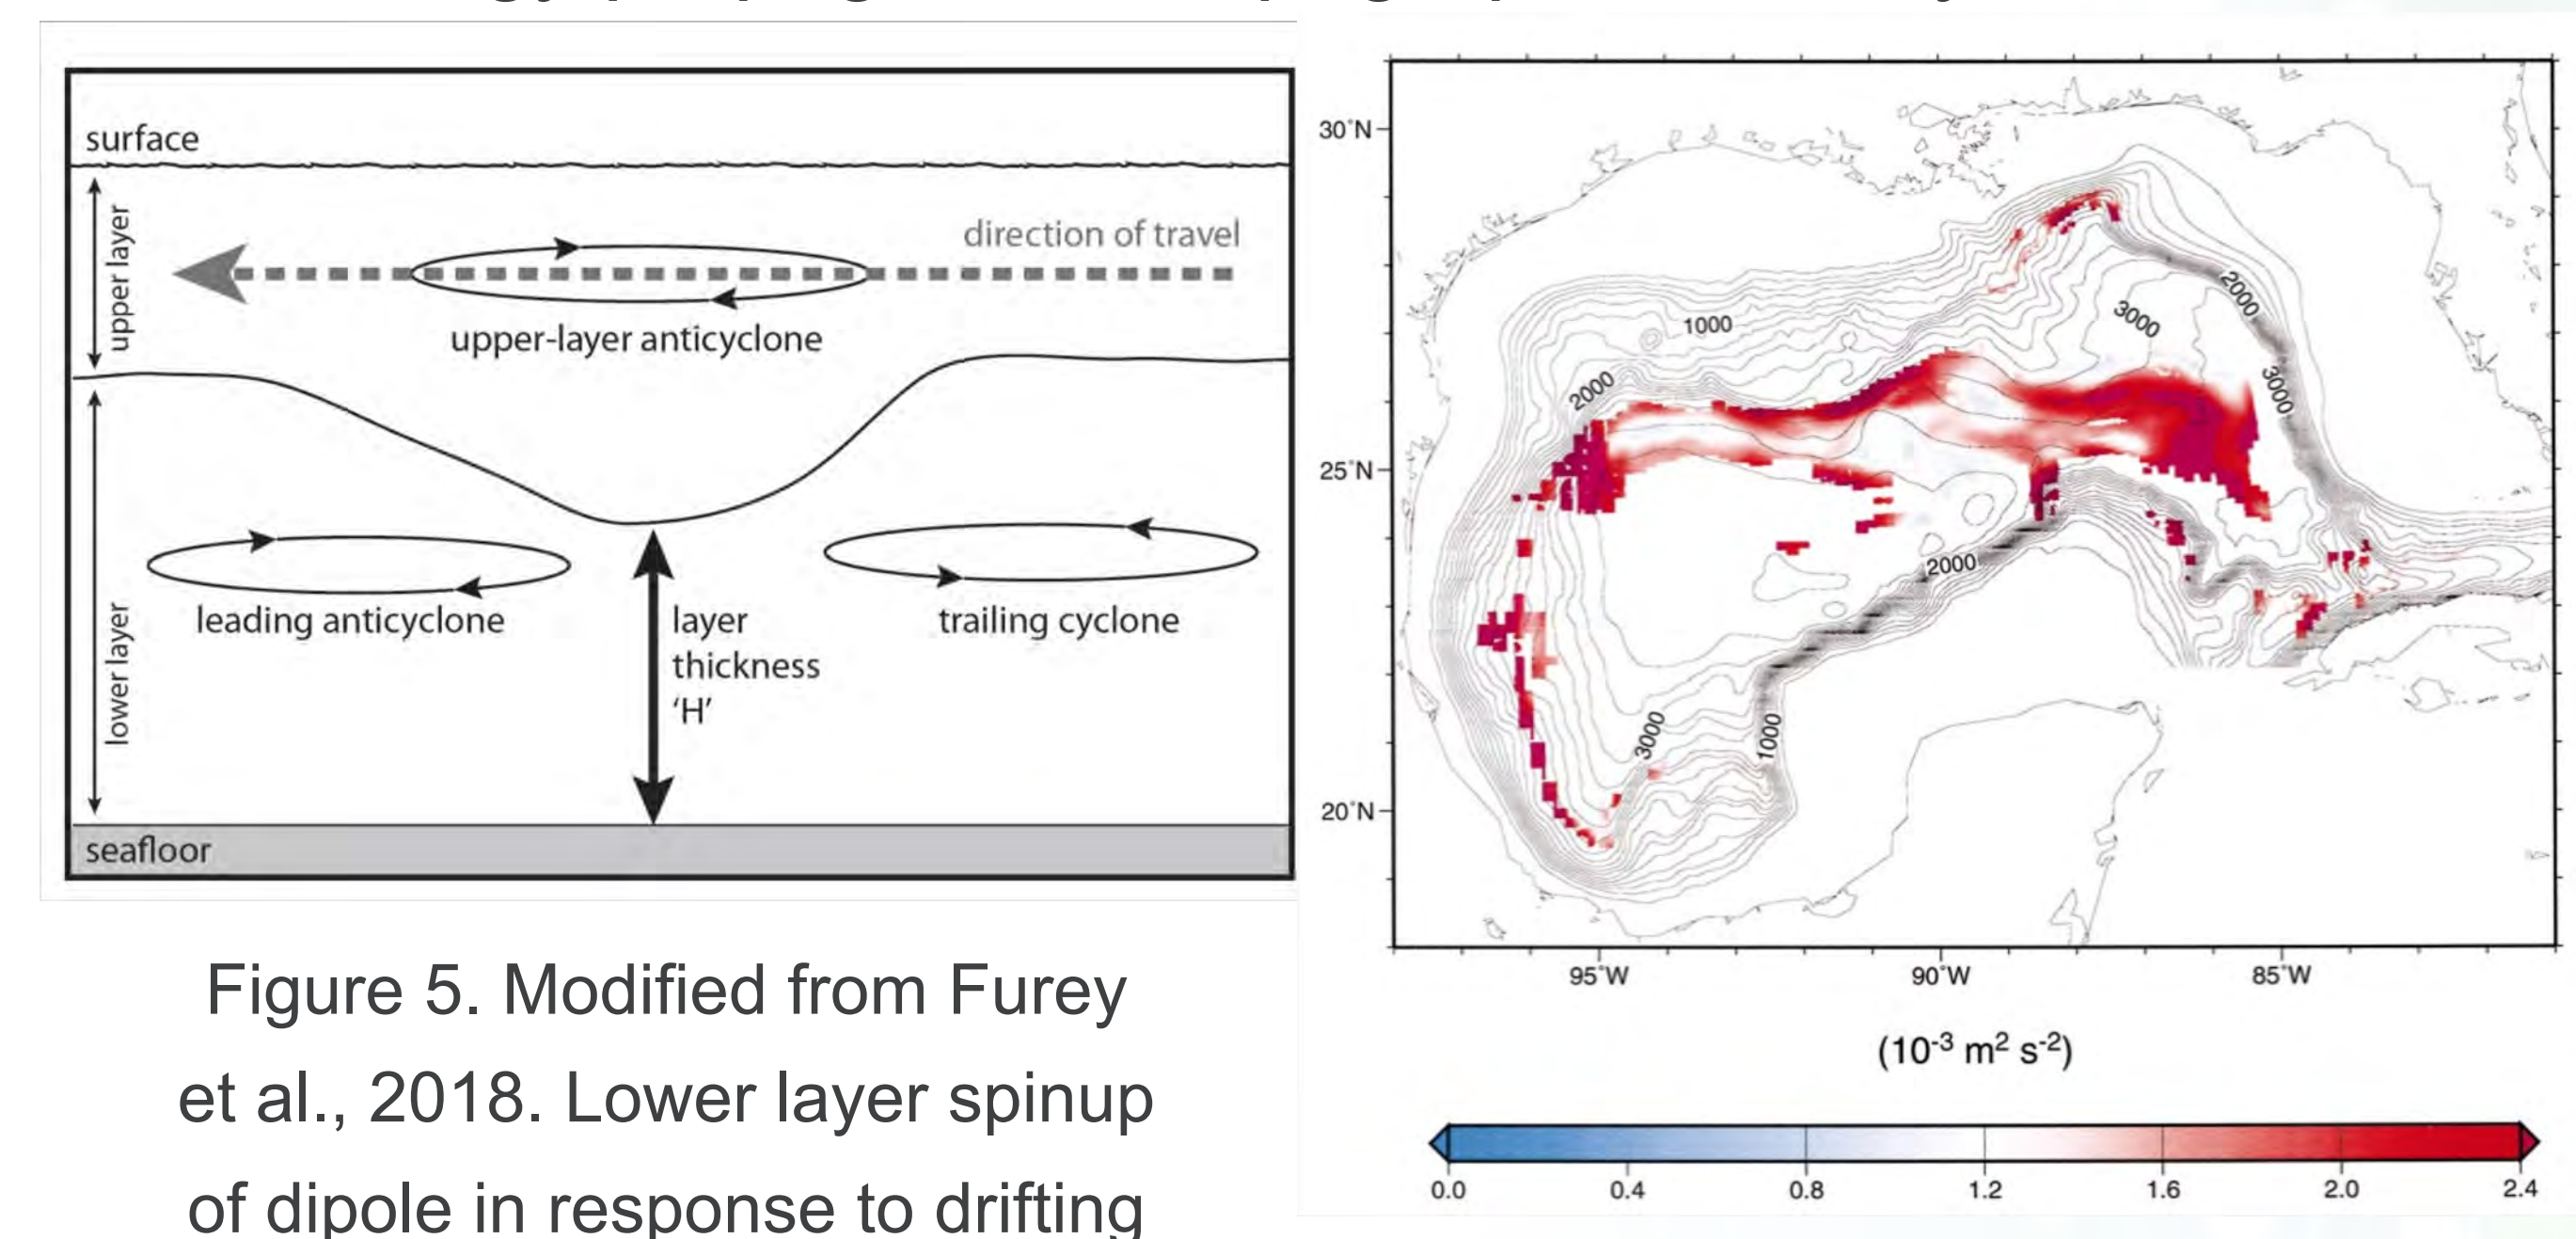 surface
upper layer
direction of travel
upper-layer anticyclone
leading anticyclone
layer
thickness
‘H’
trailing cyclone
lower layer
seafloor
30°N
25°N
20°N
95°W
90°W
85°W
1000
2000
3000
2000
3000
2000
3000
1000
(10⁻³ m² s⁻²)
0.0 0.4 0.8 1.2 1.6 2.0 2.4
Figure 5. Modified from Furey
et al., 2018. Lower layer spinup
of dipole in response to drifting